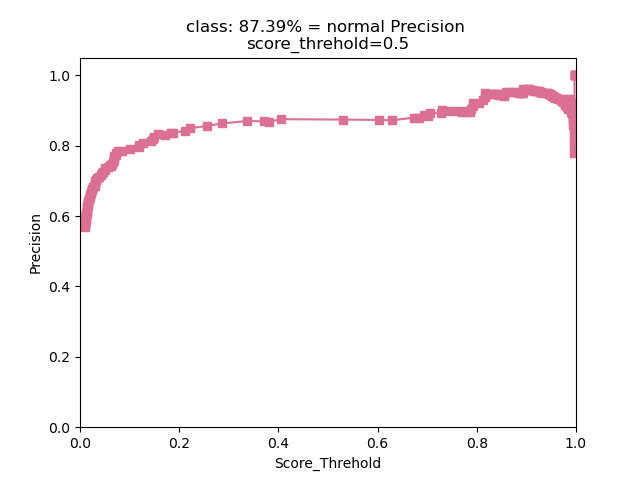 class: 87.39% = normal Precision
score_threhold=0.5
1.0
0.8
0.6
0.4
0.2
0.0
Precision
0.0 0.2 0.4 0.6 0.8 1.0
Score_Threhold